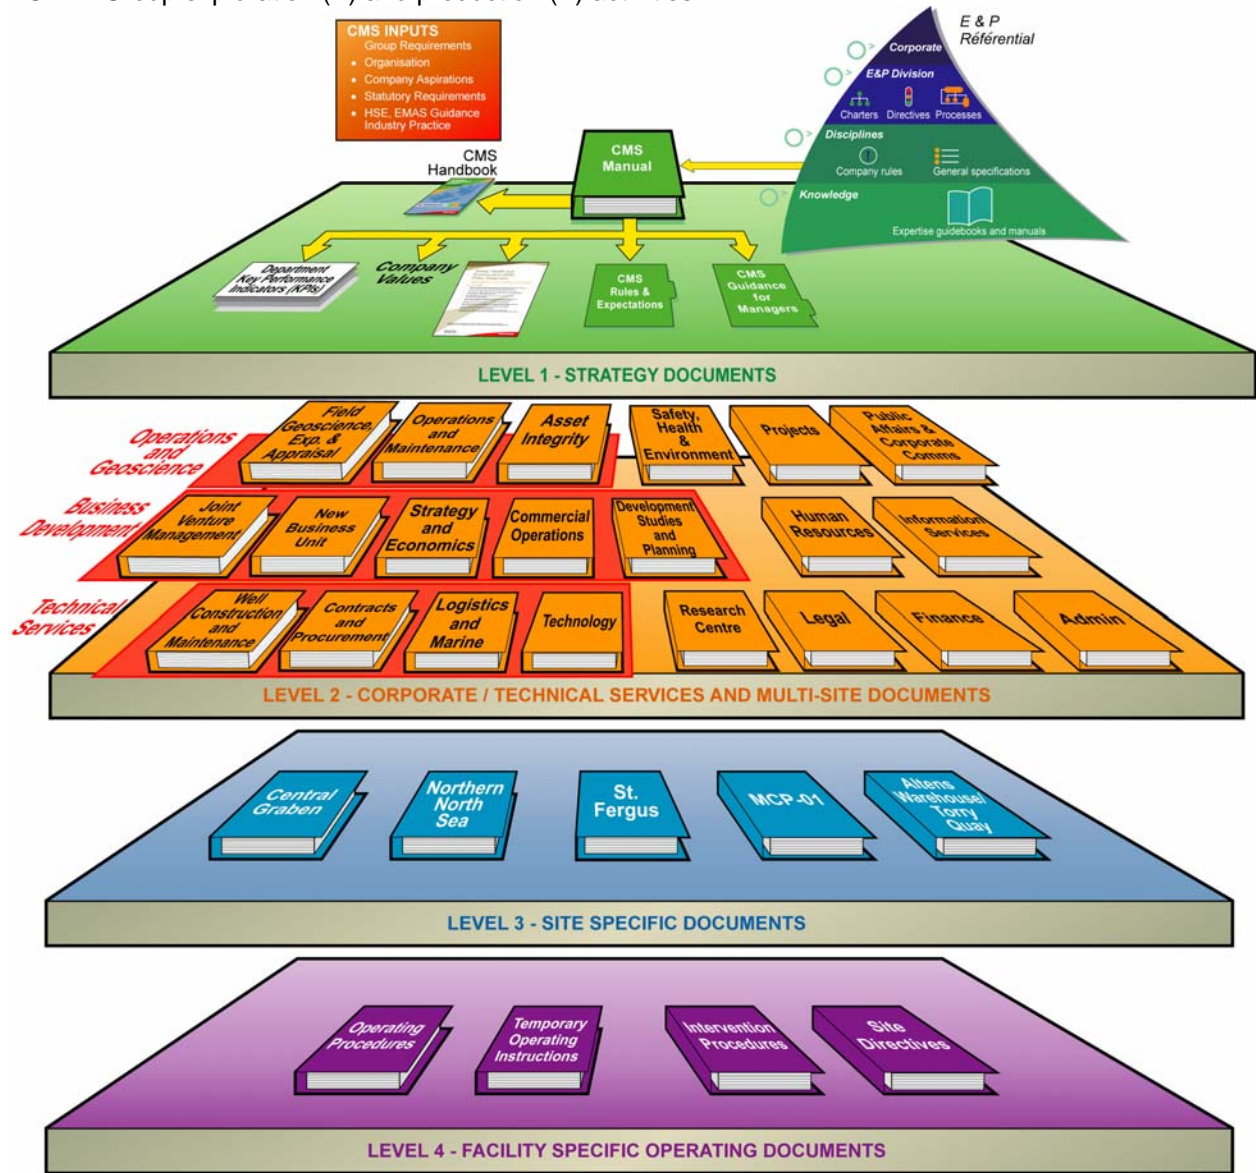 CMS INPUTS
Group Requirements
• Organisation
• Company Aspirations
• Statutory Requirements
• HSE, EMAS Guidance
Industry Practice
E & P
Référential
Corporate
E&P Division
Charters Directives Processes
Disciplines
Company rules General specifications
Knowledge
Expertise guidebooks and manuals
CMS
Manual
CMS
Handbook
Department
Key Performance
Indicators (KPIs)
Company
Values
CMS
Rules &
Expectations
CMS
Guidance
for
Managers
LEVEL 1 - STRATEGY DOCUMENTS
Operations
and
Geoscience
Field
Geoscience,
Exp. &
Appraisal
Operations
and
Maintenance
Asset
Integrity
Safety,
Health
&
Environment
Projects
Public
Affairs &
Corporate
Comms
Business
Development
Joint
Venture
Management
New
Business
Unit
Strategy
and
Economics
Commercial
Operations
Development
Studies
and
Planning
Human
Resources
Information
Services
Technical
Services
Well
Construction
and
Maintenance
Contracts
and
Procurement
Logistics
and
Marine
Technology
Research
Centre
Legal
Finance
Admin
LEVEL 2 - CORPORATE / TECHNICAL SERVICES AND MULTI-SITE DOCUMENTS
Central
Graben
Northern
North
Sea
St.
Fergus
MCP-01
Altens
Warehouse/
Torry
Quay
LEVEL 3 - SITE SPECIFIC DOCUMENTS
Operating
Procedures
Temporary
Operating
Instructions
Intervention
Procedures
Site
Directives
LEVEL 4 - FACILITY SPECIFIC OPERATING DOCUMENTS